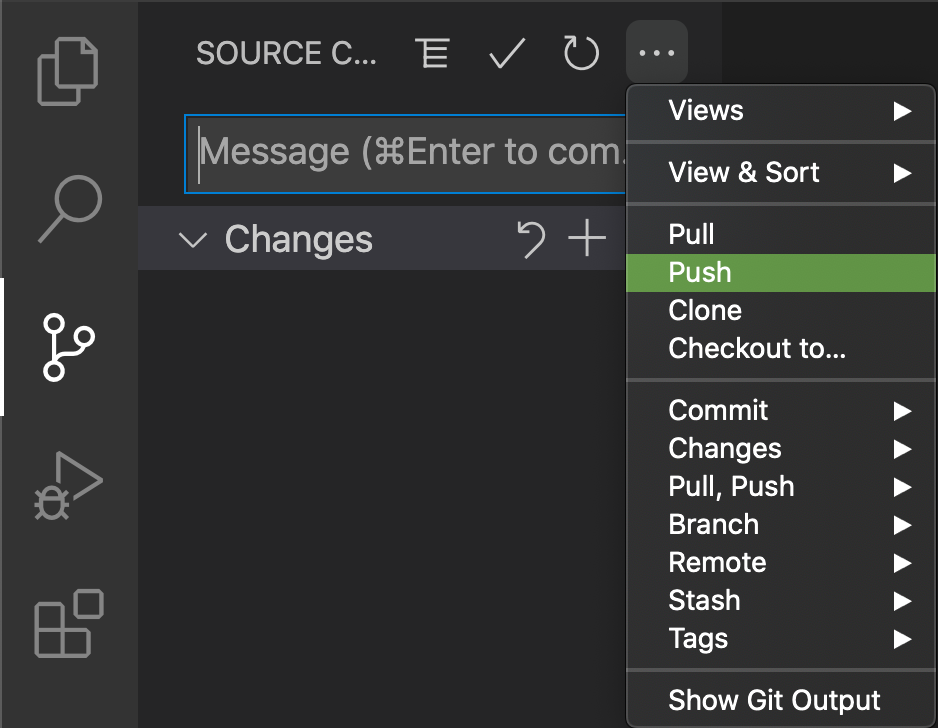 SOURCE C...
Message (⌘Enter to com.
Changes
Views
View & Sort
Pull
Push
Clone
Checkout to...
Commit
Changes
Pull, Push
Branch
Remote
Stash
Tags
Show Git Output